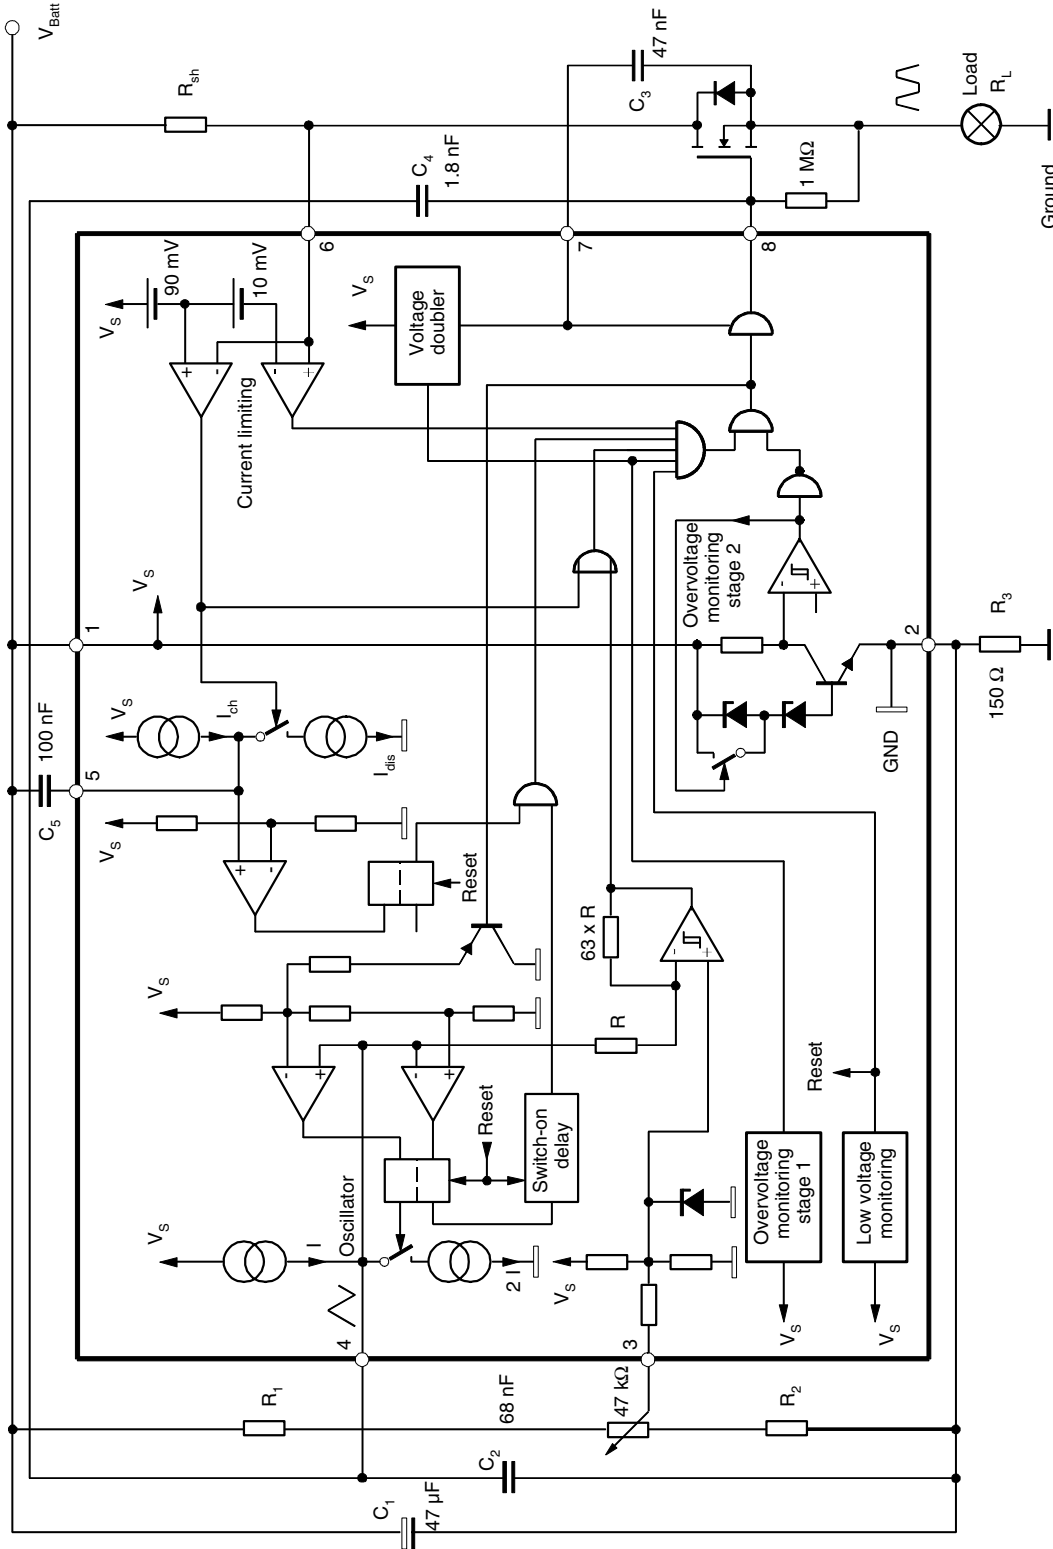 V_Batt
R_sh
47 nF
C_3
C_4
1.8 nF
1 MΩ
Load
R_L
Ground
6
7
8
90 mV
10 mV
V_S
Current limiting
V_S
Voltage
doubler
V_S
1
Overvoltage
monitoring
stage 2
2
R_3
150 Ω
GND
C_5
100 nF
5
V_S
I_ch
I_dis
V_S
Reset
63 x R
R
V_S
Reset
Switch-on
delay
Oscillator
V_S
I
2 I
V_S
Reset
Overvoltage
monitoring
stage 1
Low voltage
monitoring
V_S
V_S
4
3
R_1
68 nF
47 kΩ
R_2
C_2
C_1
47 µF
+
-
-
+
+
-
-
+
-
+
-
+
-
+